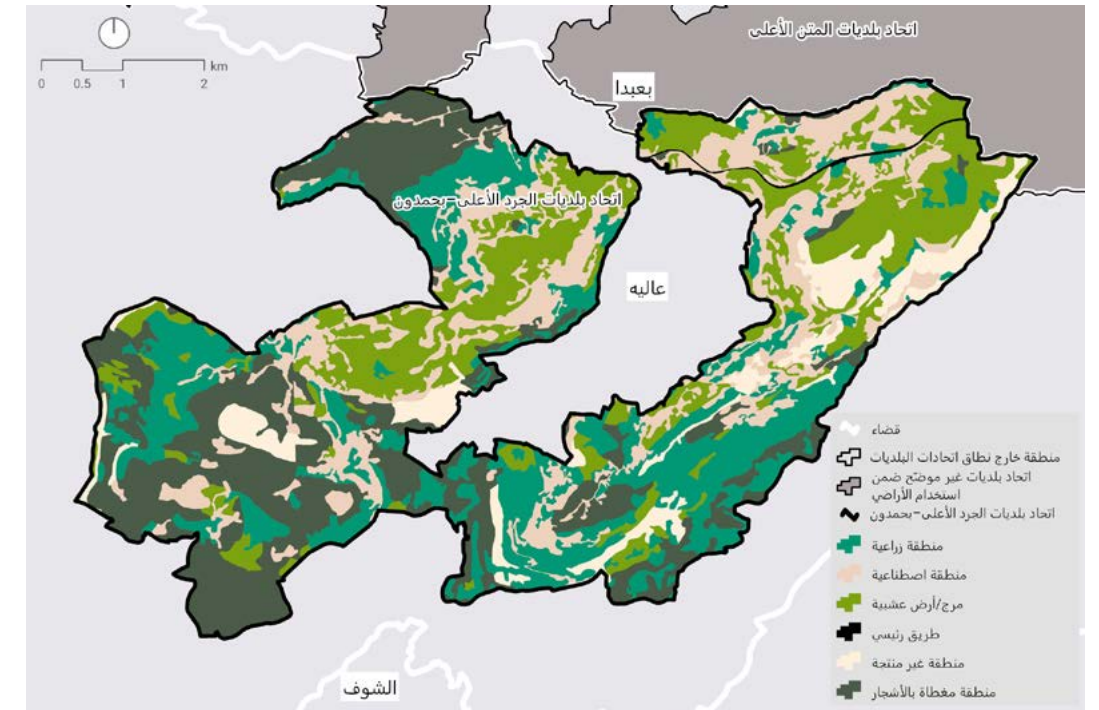 اتحاد بلديات المتن الأعلى
km
0 0.5 1 2
بعبدا
اتحاد بلديات الجرد الأعلى-بحمدون
عاليه
الشوف
قضاء
منطقة خارج نطاق اتحادات البلديات
اتحاد بلديات غير موضّح ضمن
استخدام الأراضي
اتحاد بلديات الجرد الأعلى-بحمدون
منطقة زراعية
منطقة اصطناعية
مرج/أرض عشبية
طريق رئيسي
منطقة غير منتجة
منطقة مغطاة بالأشجار